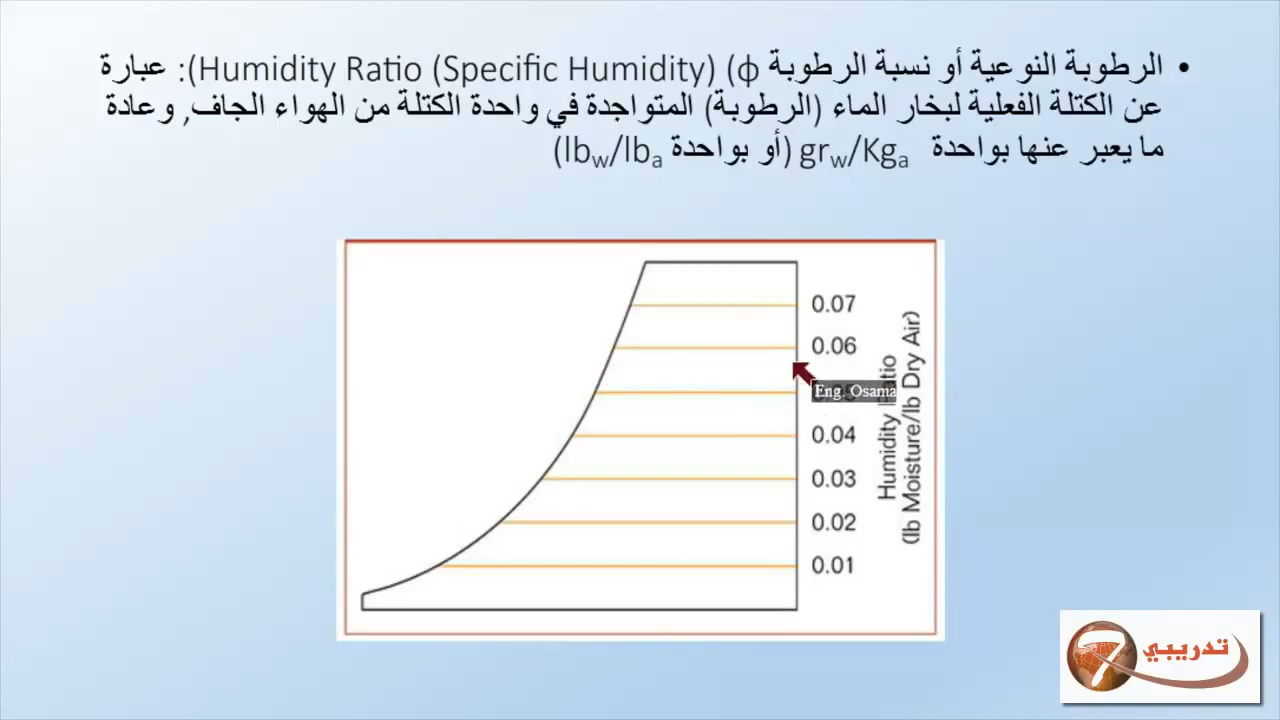 • الرطوبة النوعية أو نسبة الرطوبة φ) (Humidity Ratio (Specific Humidity)): عبارة
عن الكتلة الفعلية لبخار الماء (الرطوبة) المتواجدة في واحدة الكتلة من الهواء الجاف, وعادة
ما يعبر عنها بواحدة grw/Kga (أو بواحدة lbw/lba)
0.07
0.06
Eng. Osama
0.04
0.03
0.02
0.01
Humidity Ratio
(lb Moisture/lb Dry Air)
7
تدريبي